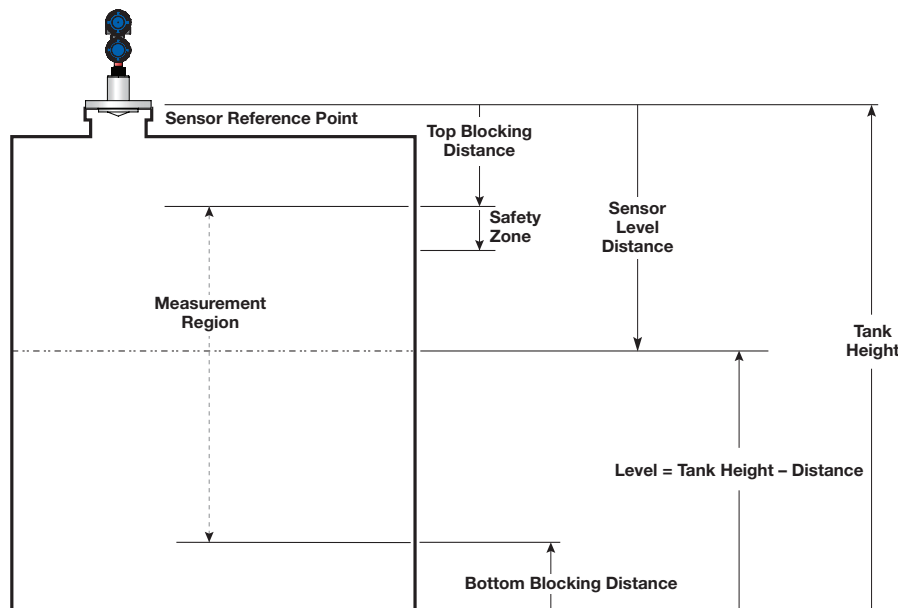 Sensor Reference Point
Top Blocking
Distance
Safety
Zone
Sensor
Level
Distance
Measurement
Region
Tank
Height
Level = Tank Height – Distance
Bottom Blocking Distance